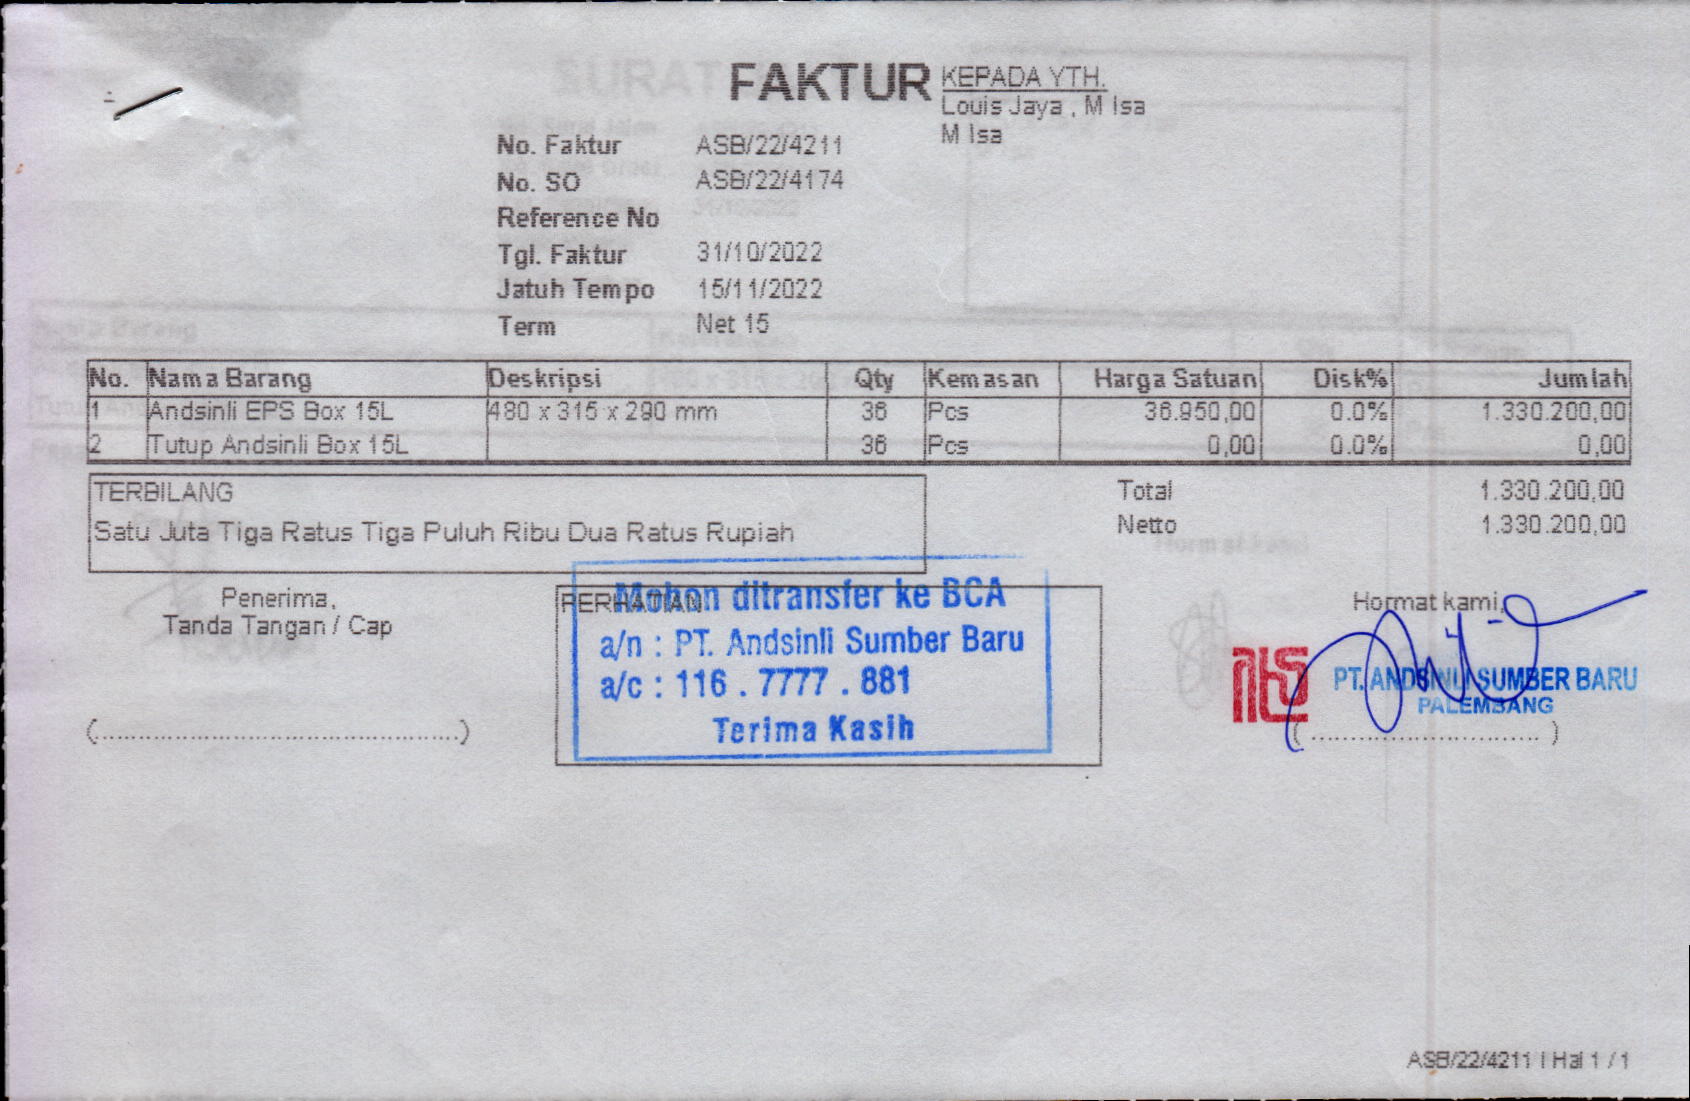 FAKTUR
KEPADA YTH.
Louis Jaya , M Isa
M Isa
No. Faktur ASB/22/4211
No. SO ASB/22/4174
Reference No
Tgl. Faktur 31/10/2022
Jatuh Tempo 15/11/2022
Term Net 15
No. Nama Barang Deskripsi Qty Kemasan Harga Satuan Disk% Jumlah
1 Andsinli EPS Box 15L 480 x 315 x 290 mm 36 Pcs 36.950,00 0.0% 1.330.200,00
2 Tutup Andsinli Box 15L 36 Pcs 0,00 0.0% 0,00
TERBILANG
Satu Juta Tiga Ratus Tiga Puluh Ribu Dua Ratus Rupiah
Total 1.330.200,00
Netto 1.330.200,00
Penerima,
Tanda Tangan / Cap
(..............................................)
PERHATIAN
Mohon ditransfer ke BCA
a/n : PT. Andsinli Sumber Baru
a/c : 116 . 7777 . 881
Terima Kasih
Hormat kami,
PT. ANDSINLI SUMBER BARU
PALEMBANG
( ............................. )
ASB/22/4211 | Hal 1 / 1